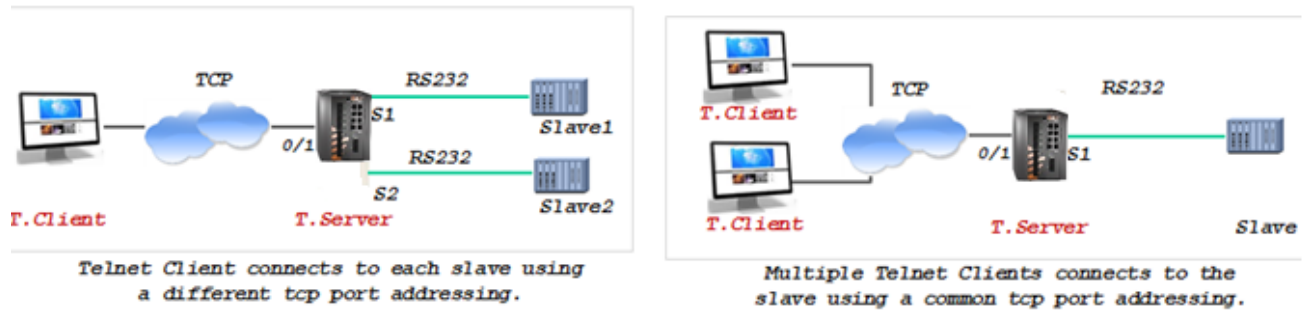 TCP
RS232
S1
Slave1
0/1
RS232
S2
Slave2
T.Client
T.Server
Telnet Client connects to each slave using
a different tcp port addressing.
T.Client
TCP
RS232
0/1
S1
T.Client
T.Server
Slave
Multiple Telnet Clients connects to the
slave using a common tcp port addressing.